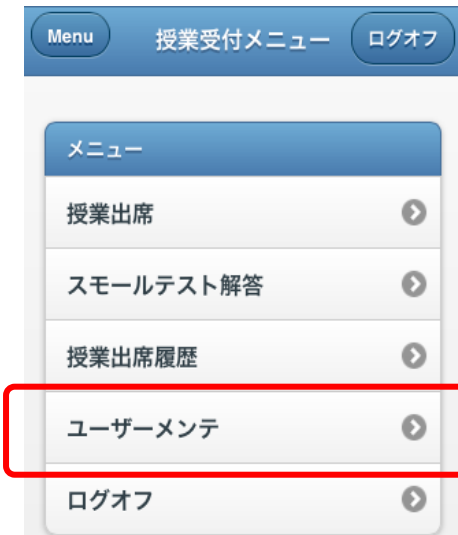 Menu 授業受付メニュー ログオフ
メニュー
授業出席
スモールテスト解答
授業出席履歴
ユーザーメンテ
ログオフ